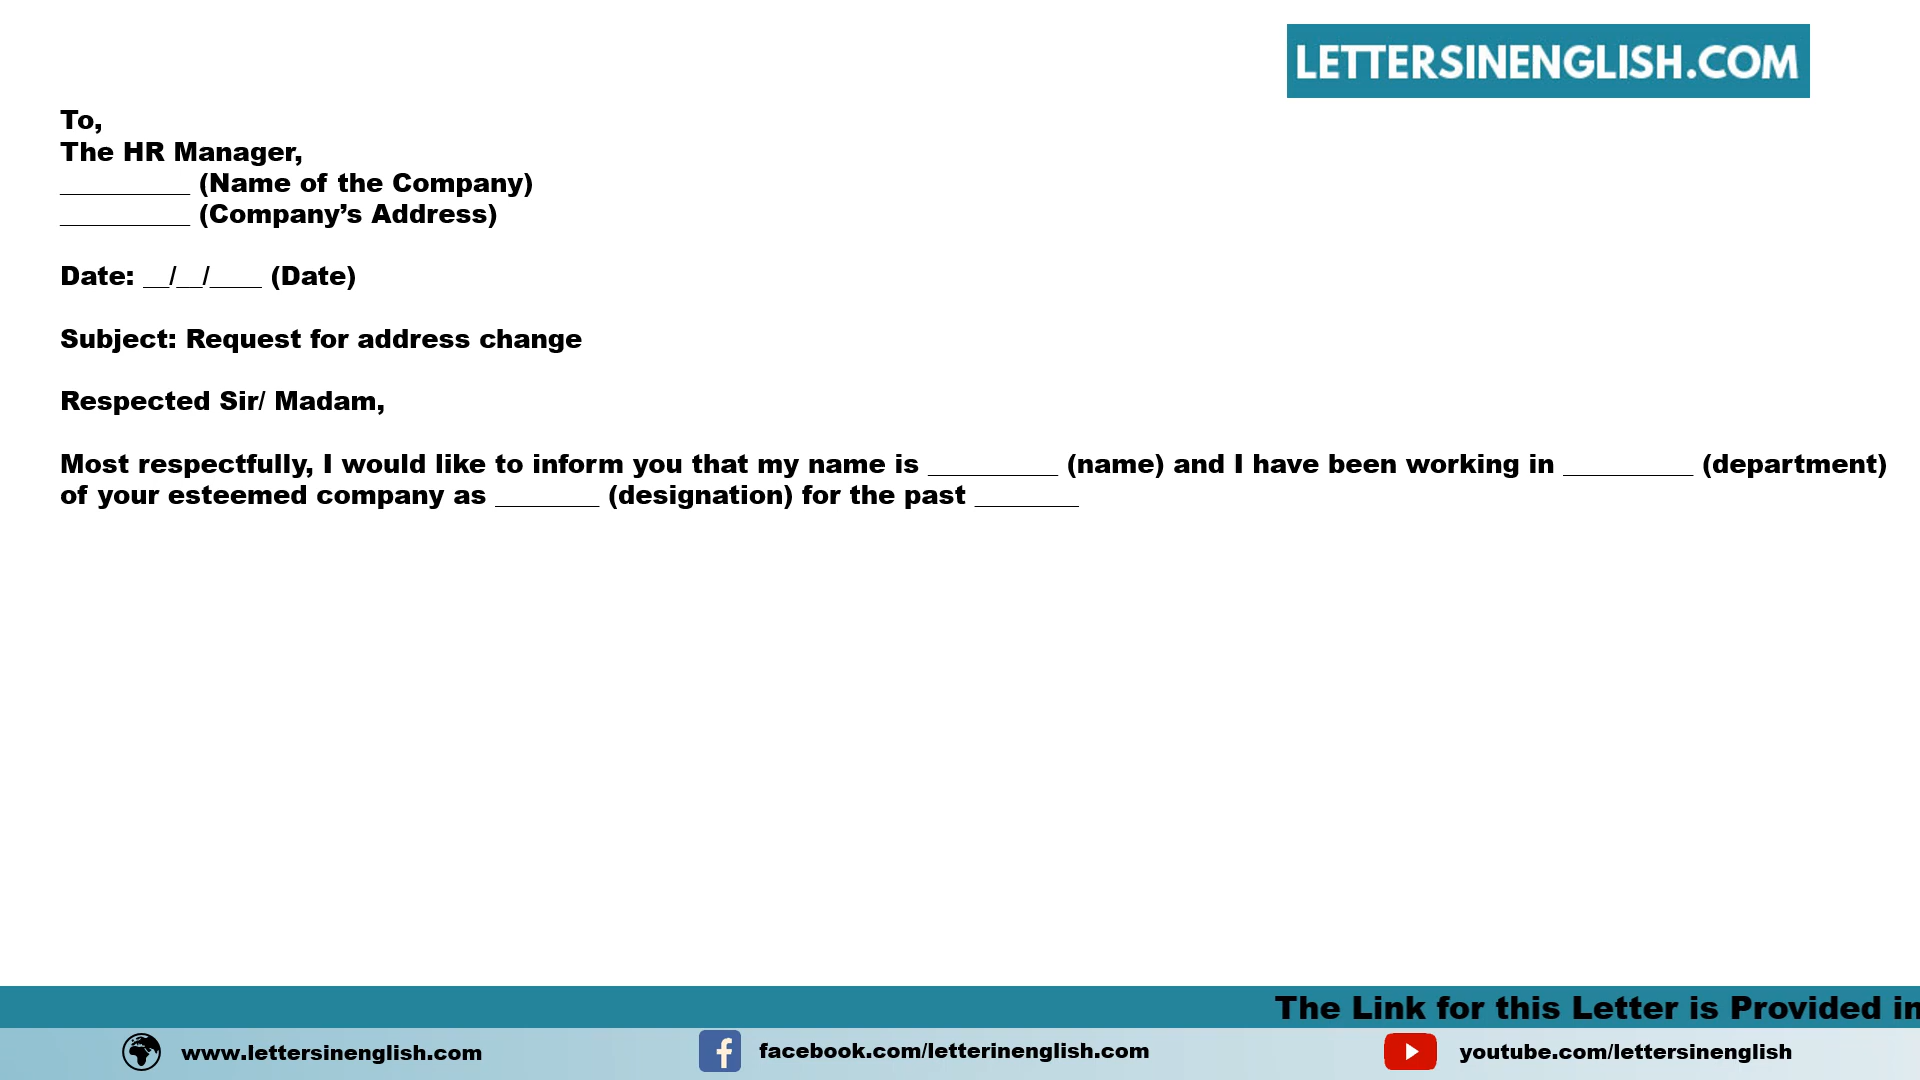 LETTERSINENGLISH.COM
To,
The HR Manager,
__________ (Name of the Company)
__________ (Company’s Address)
Date: __/__/____ (Date)
Subject: Request for address change
Respected Sir/ Madam,
Most respectfully, I would like to inform you that my name is __________ (name) and I have been working in __________ (department)
of your esteemed company as ________ (designation) for the past ________
The Link for this Letter is Provided in
www.lettersinenglish.com
facebook.com/letterinenglish.com
youtube.com/lettersinenglish